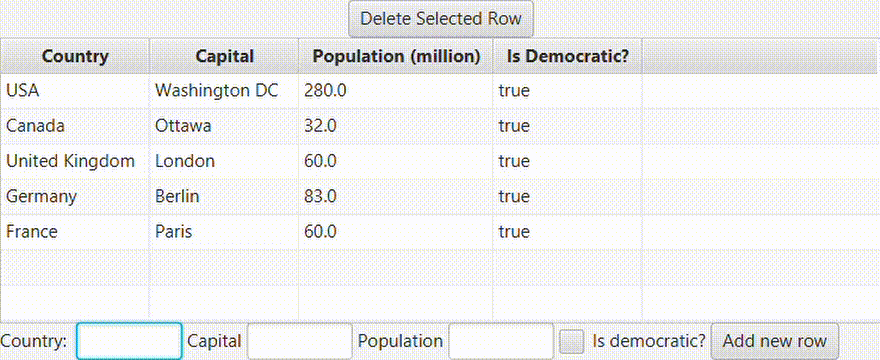 Delete Selected Row
Country Capital Population (million) Is Democratic?
USA Washington DC 280.0 true
Canada Ottawa 32.0 true
United Kingdom London 60.0 true
Germany Berlin 83.0 true
France Paris 60.0 true
Country: Capital Population Is democratic? Add new row